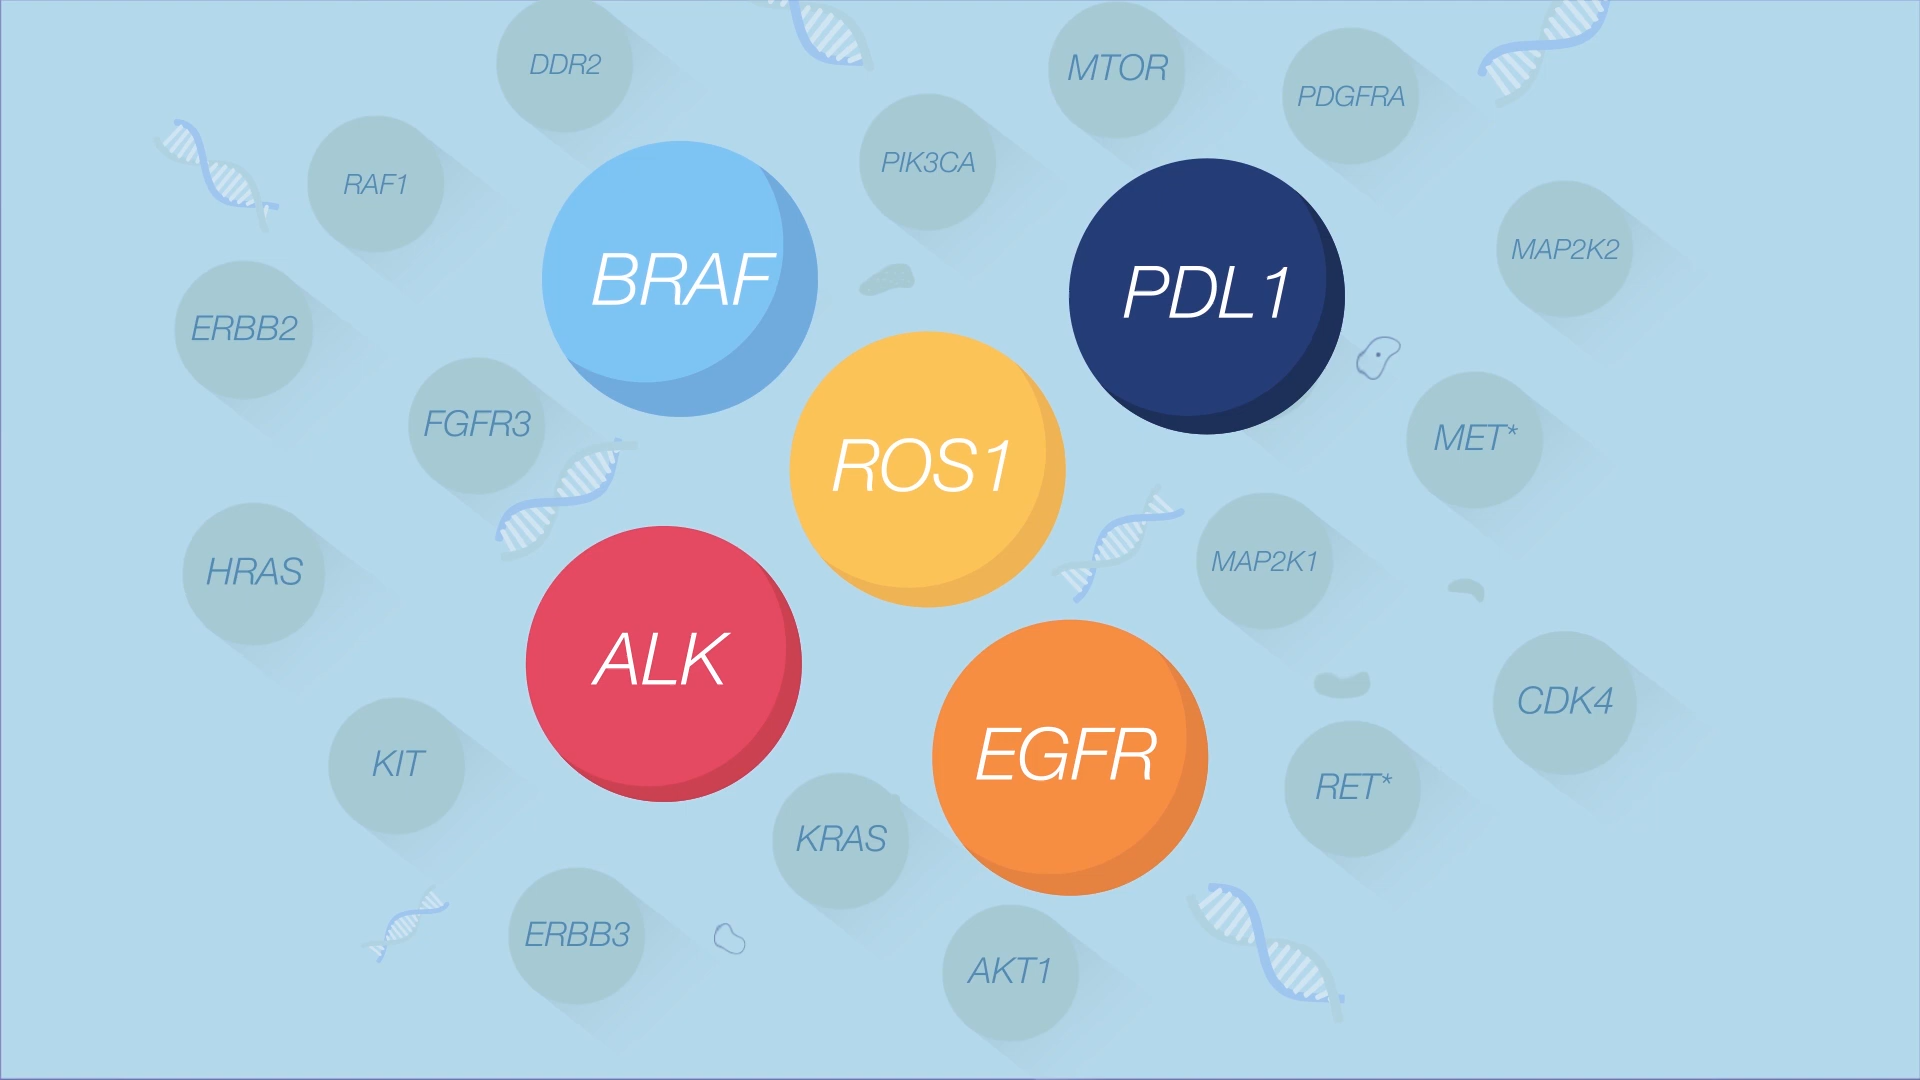 DDR2
MTOR
PDGFRA
PIK3CA
RAF1
MAP2K2
BRAF
PDL1
ERBB2
FGFR3
MET*
ROS1
HRAS
MAP2K1
ALK
CDK4
EGFR
KIT
RET*
KRAS
ERBB3
AKT1